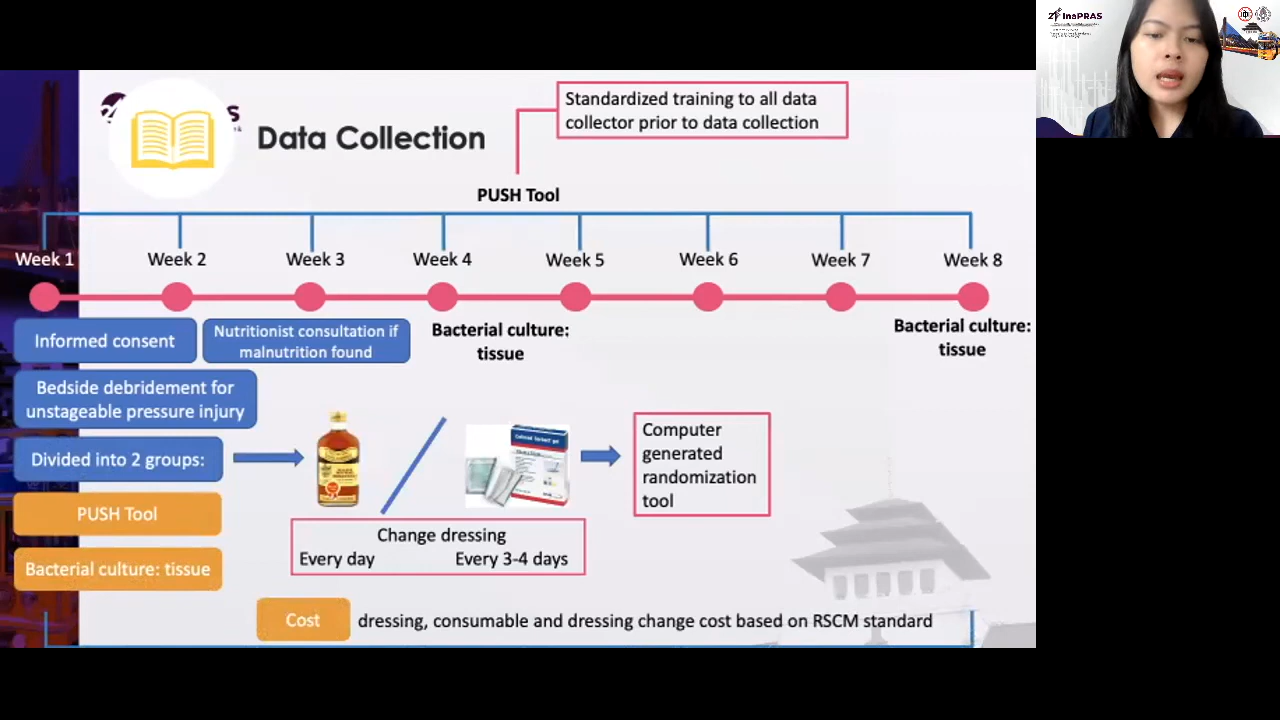 InaPRAS
Standardized training to all data
collector prior to data collection
Data Collection
PUSH Tool
Week 1
Week 2
Week 3
Week 4
Week 5
Week 6
Week 7
Week 8
Informed consent
Nutritionist consultation if
malnutrition found
Bacterial culture:
tissue
Bacterial culture:
tissue
Bedside debridement for
unstageable pressure injury
Divided into 2 groups:
Computer
generated
randomization
tool
PUSH Tool
Change dressing
Every day
Every 3-4 days
Bacterial culture: tissue
Cost
dressing, consumable and dressing change cost based on RSCM standard